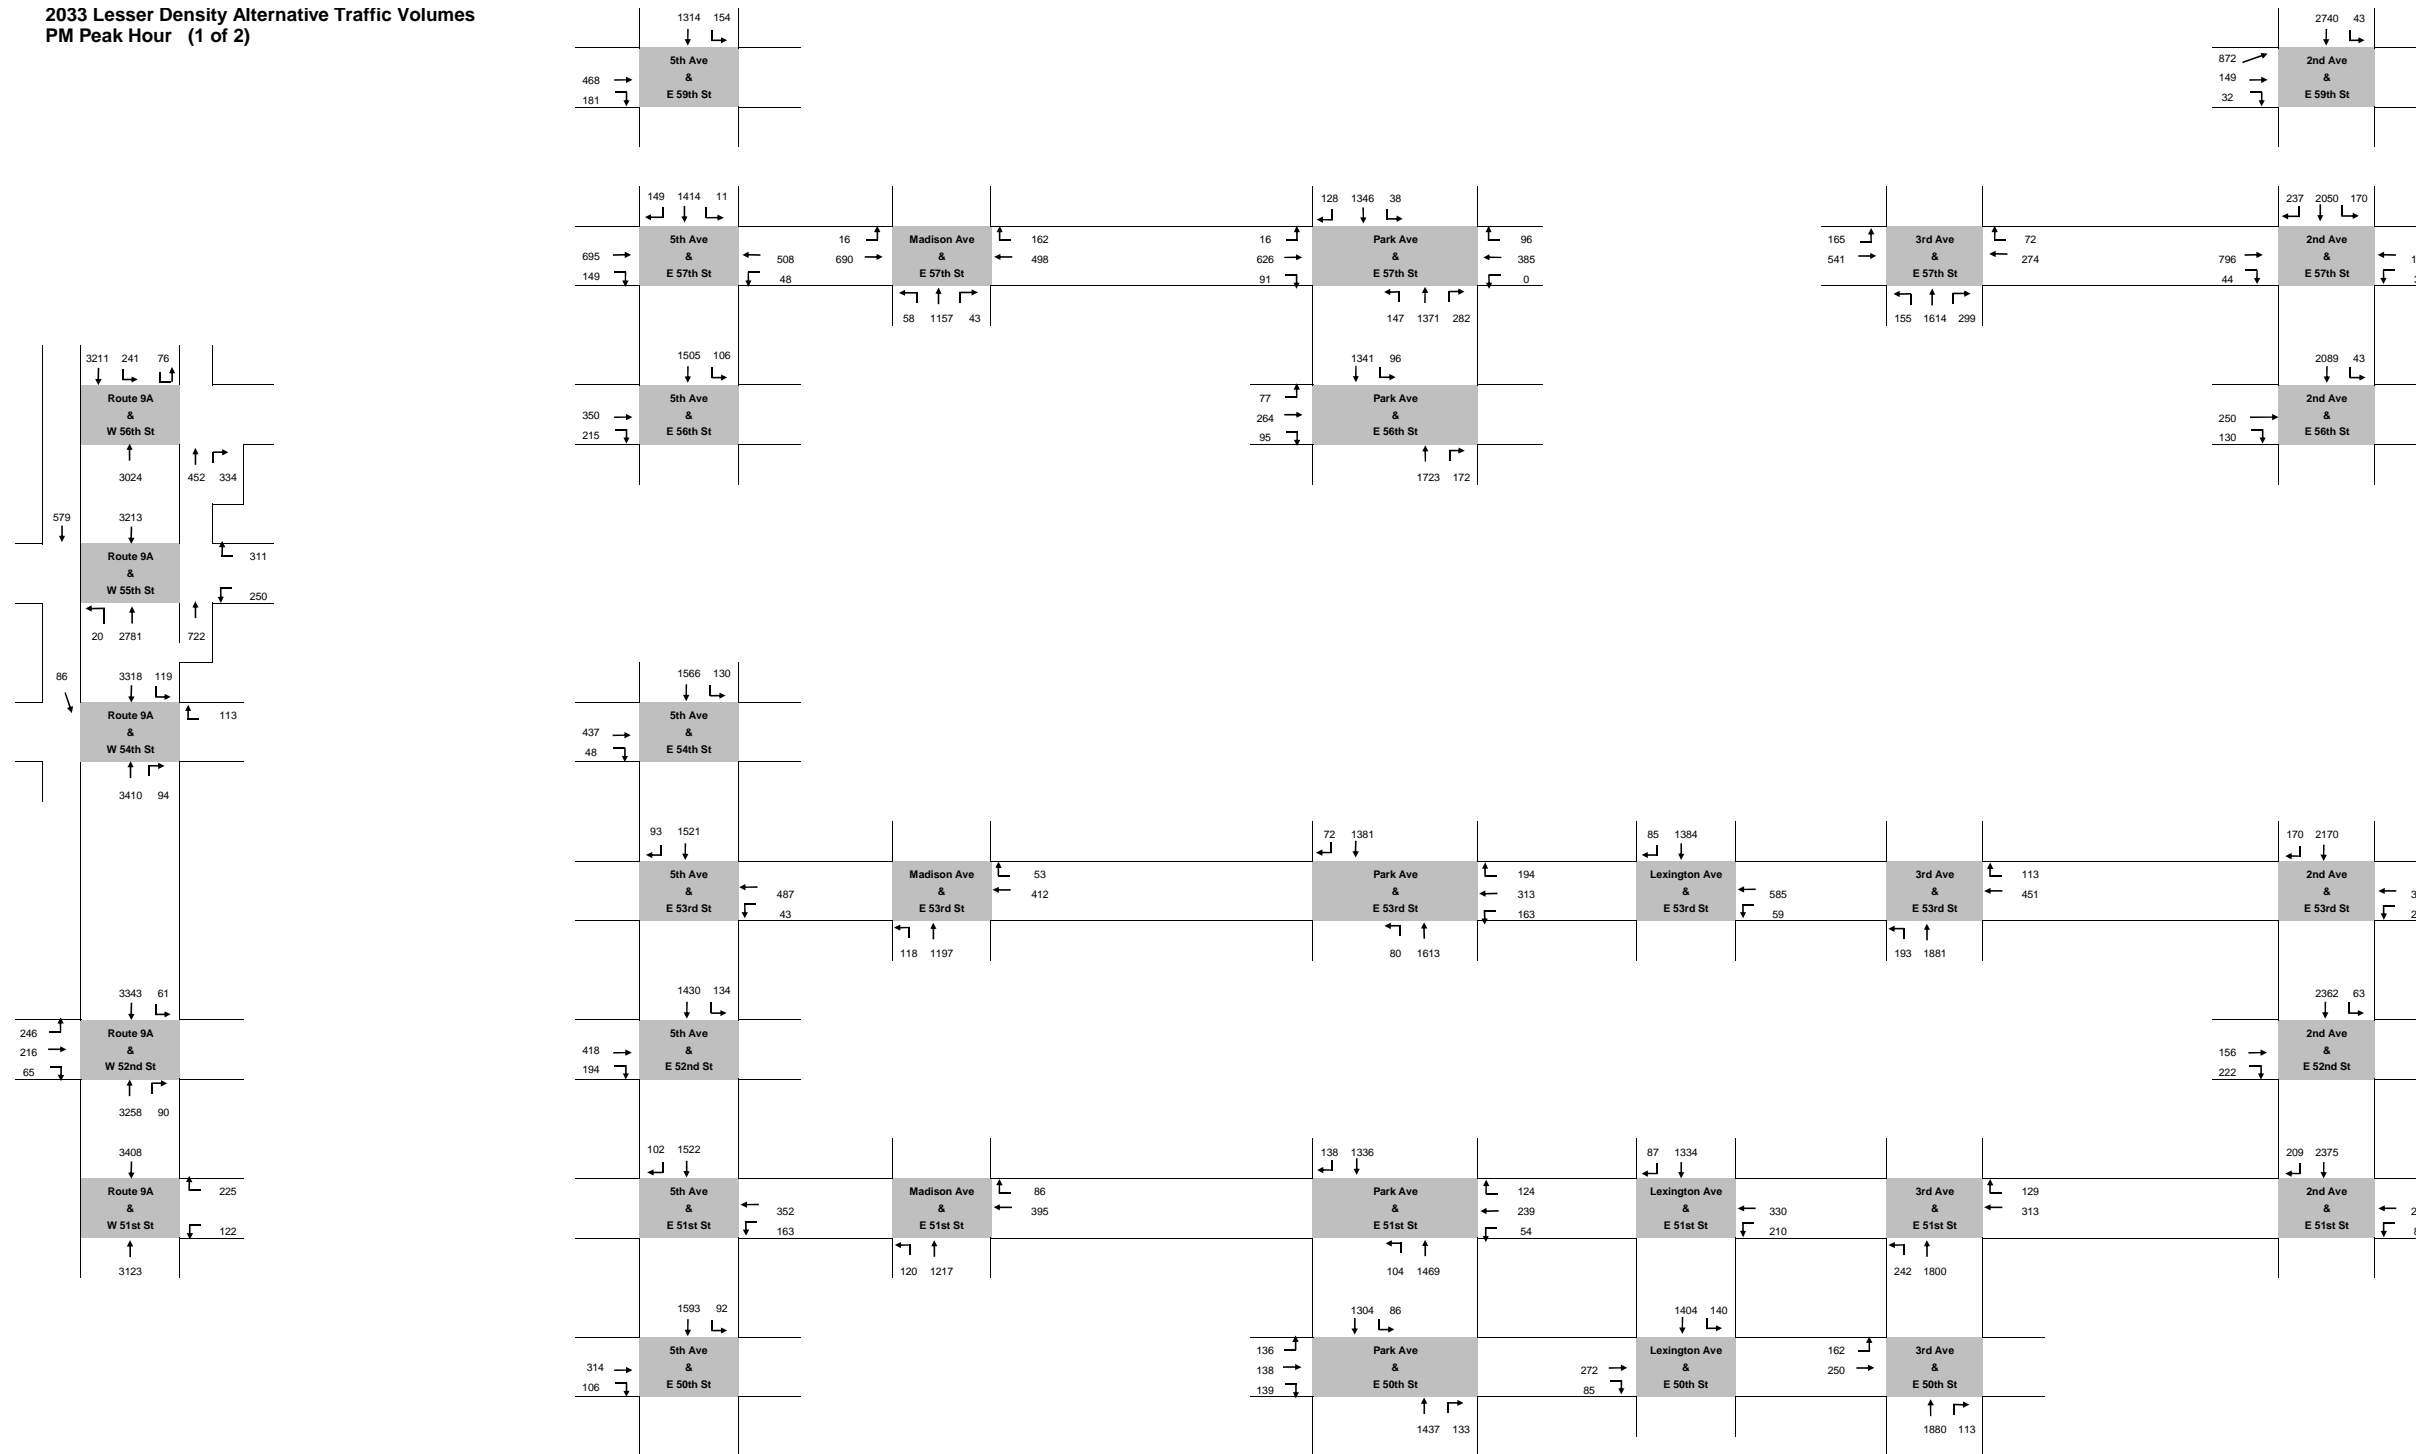 2033 Lesser Density Alternative Traffic Volumes
PM Peak Hour (1 of 2)
1314 154
5th Ave
&
E 59th St
468
181
2740 43
2nd Ave
&
E 59th St
872
149
32
149 1414 11
5th Ave
&
E 57th St
695
149
508
48
16
690
Madison Ave
&
E 57th St
162
498
58 1157 43
128 1346 38
16
626
91
Park Ave
&
E 57th St
96
385
0
147 1371 282
165
541
3rd Ave
&
E 57th St
72
274
155 1614 299
237 2050 170
796
44
2nd Ave
&
E 57th St
3211 241 76
Route 9A
&
W 56th St
3024
452 334
1505 106
350
215
5th Ave
&
E 56th St
1341 96
77
264
95
Park Ave
&
E 56th St
1723 172
2089 43
250
130
2nd Ave
&
E 56th St
579
3213
Route 9A
&
W 55th St
311
250
20 2781
722
86
3318 119
Route 9A
&
W 54th St
113
3410 94
1566 130
437
48
5th Ave
&
E 54th St
93 1521
5th Ave
&
E 53rd St
487
43
Madison Ave
&
E 53rd St
53
412
118 1197
72 1381
Park Ave
&
E 53rd St
194
313
163
80 1613
85 1384
Lexington Ave
&
E 53rd St
585
59
3rd Ave
&
E 53rd St
113
451
193 1881
170 2170
2nd Ave
&
E 53rd St
3343 61
246
216
65
Route 9A
&
W 52nd St
3258 90
1430 134
418
194
5th Ave
&
E 52nd St
2362 63
156
222
2nd Ave
&
E 52nd St
3408
Route 9A
&
W 51st St
225
122
3123
102 1522
5th Ave
&
E 51st St
352
163
Madison Ave
&
E 51st St
86
395
120 1217
138 1336
Park Ave
&
E 51st St
124
239
54
104 1469
87 1334
Lexington Ave
&
E 51st St
330
210
3rd Ave
&
E 51st St
129
313
242 1800
209 2375
2nd Ave
&
E 51st St
1593 92
314
106
5th Ave
&
E 50th St
1304 86
136
138
139
Park Ave
&
E 50th St
1437 133
1404 140
272
85
Lexington Ave
&
E 50th St
162
250
3rd Ave
&
E 50th St
1880 113